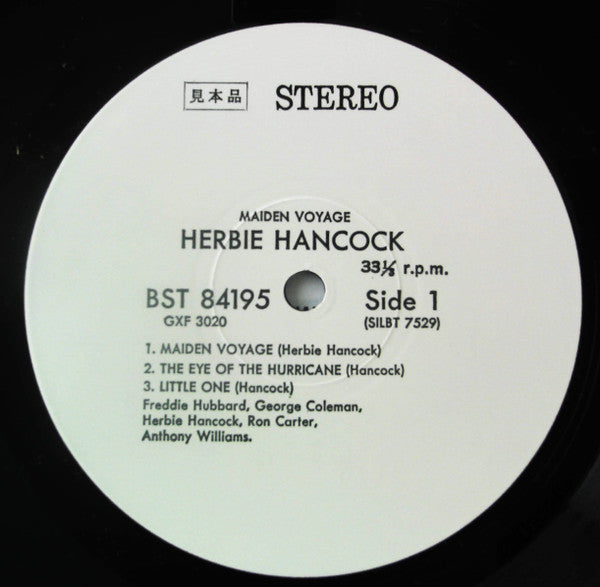 見本品 STEREO
MAIDEN VOYAGE
HERBIE HANCOCK
33⅓ r.p.m.
BST 84195 Side 1
GXF 3020 (SILBT 7529)
1. MAIDEN VOYAGE (Herbie Hancock)
2. THE EYE OF THE HURRICANE (Hancock)
3. LITTLE ONE (Hancock)
Freddie Hubbard, George Coleman,
Herbie Hancock, Ron Carter,
Anthony Williams.